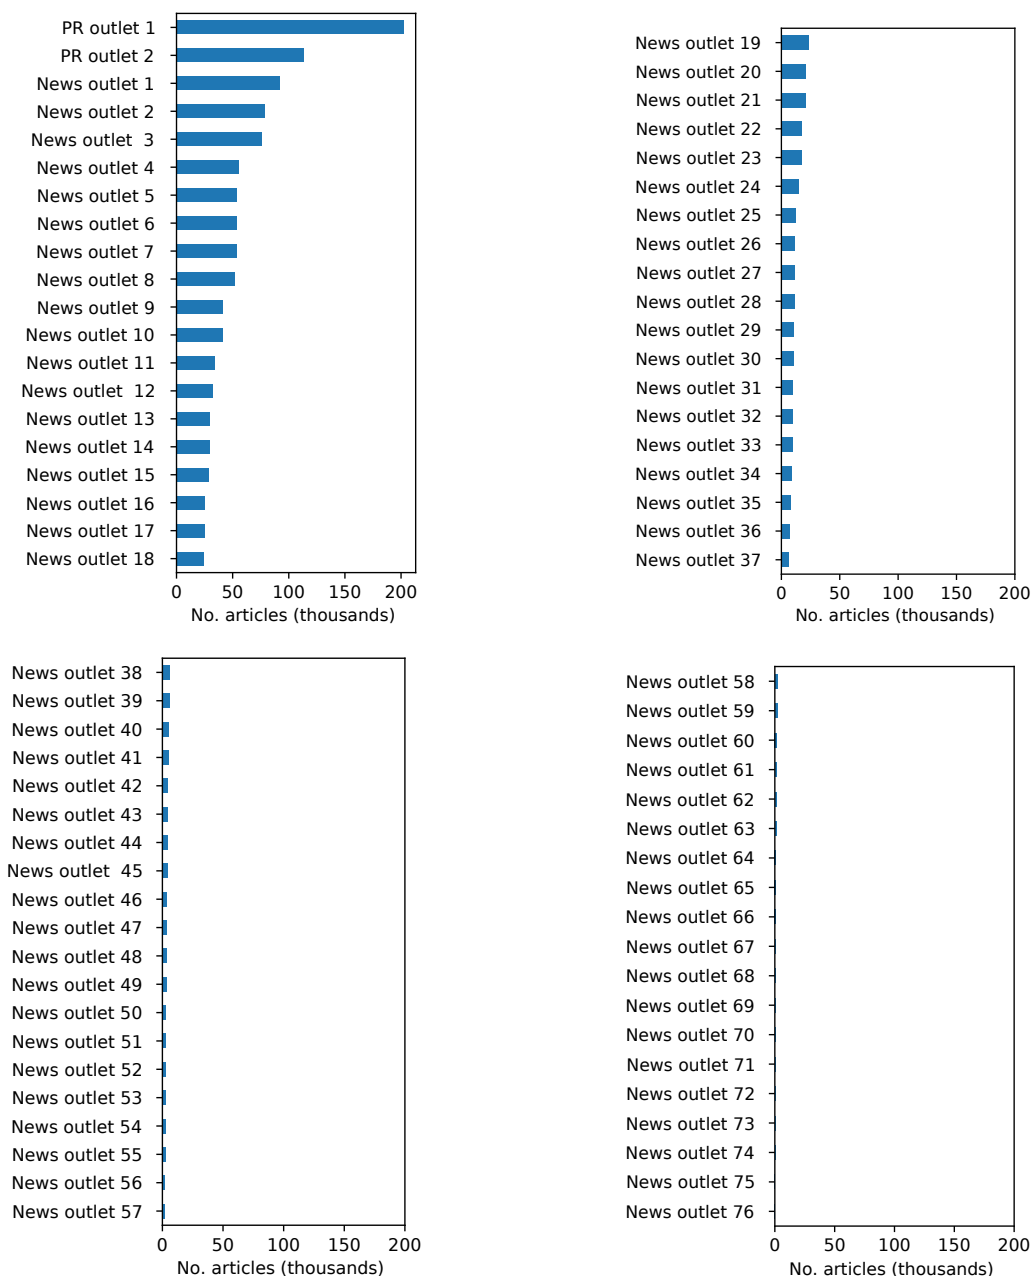 PR outlet 1
PR outlet 2
News outlet 1
News outlet 2
News outlet  3
News outlet 4
News outlet 5
News outlet 6
News outlet 7
News outlet 8
News outlet 9
News outlet 10
News outlet 11
News outlet  12
News outlet 13
News outlet 14
News outlet 15
News outlet 16
News outlet 17
News outlet 18
0 50 100 150 200
No. articles (thousands)
News outlet 19
News outlet 20
News outlet 21
News outlet 22
News outlet 23
News outlet 24
News outlet 25
News outlet 26
News outlet 27
News outlet 28
News outlet 29
News outlet 30
News outlet 31
News outlet 32
News outlet 33
News outlet 34
News outlet 35
News outlet 36
News outlet 37
0 50 100 150 200
No. articles (thousands)
News outlet 38
News outlet 39
News outlet 40
News outlet 41
News outlet 42
News outlet 43
News outlet 44
News outlet  45
News outlet 46
News outlet 47
News outlet 48
News outlet 49
News outlet 50
News outlet 51
News outlet 52
News outlet 53
News outlet 54
News outlet 55
News outlet 56
News outlet 57
0 50 100 150 200
No. articles (thousands)
News outlet 58
News outlet 59
News outlet 60
News outlet 61
News outlet 62
News outlet 63
News outlet 64
News outlet 65
News outlet 66
News outlet 67
News outlet 68
News outlet 69
News outlet 70
News outlet 71
News outlet 72
News outlet 73
News outlet 74
News outlet 75
News outlet 76
0 50 100 150 200
No. articles (thousands)